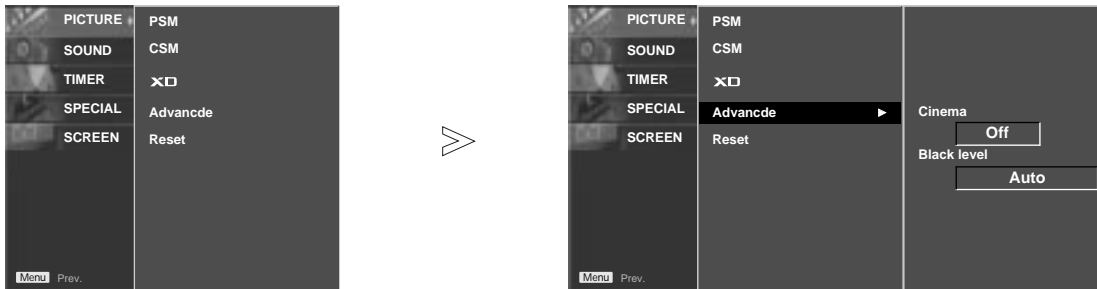 PICTURE
SOUND
TIMER
SPECIAL
SCREEN
PSM
CSM
XD
Advancde
Reset
Menu Prev.
PICTURE
SOUND
TIMER
SPECIAL
SCREEN
PSM
CSM
XD
Advancde ►
Reset
Cinema
Off
Black level
Auto
Menu Prev.